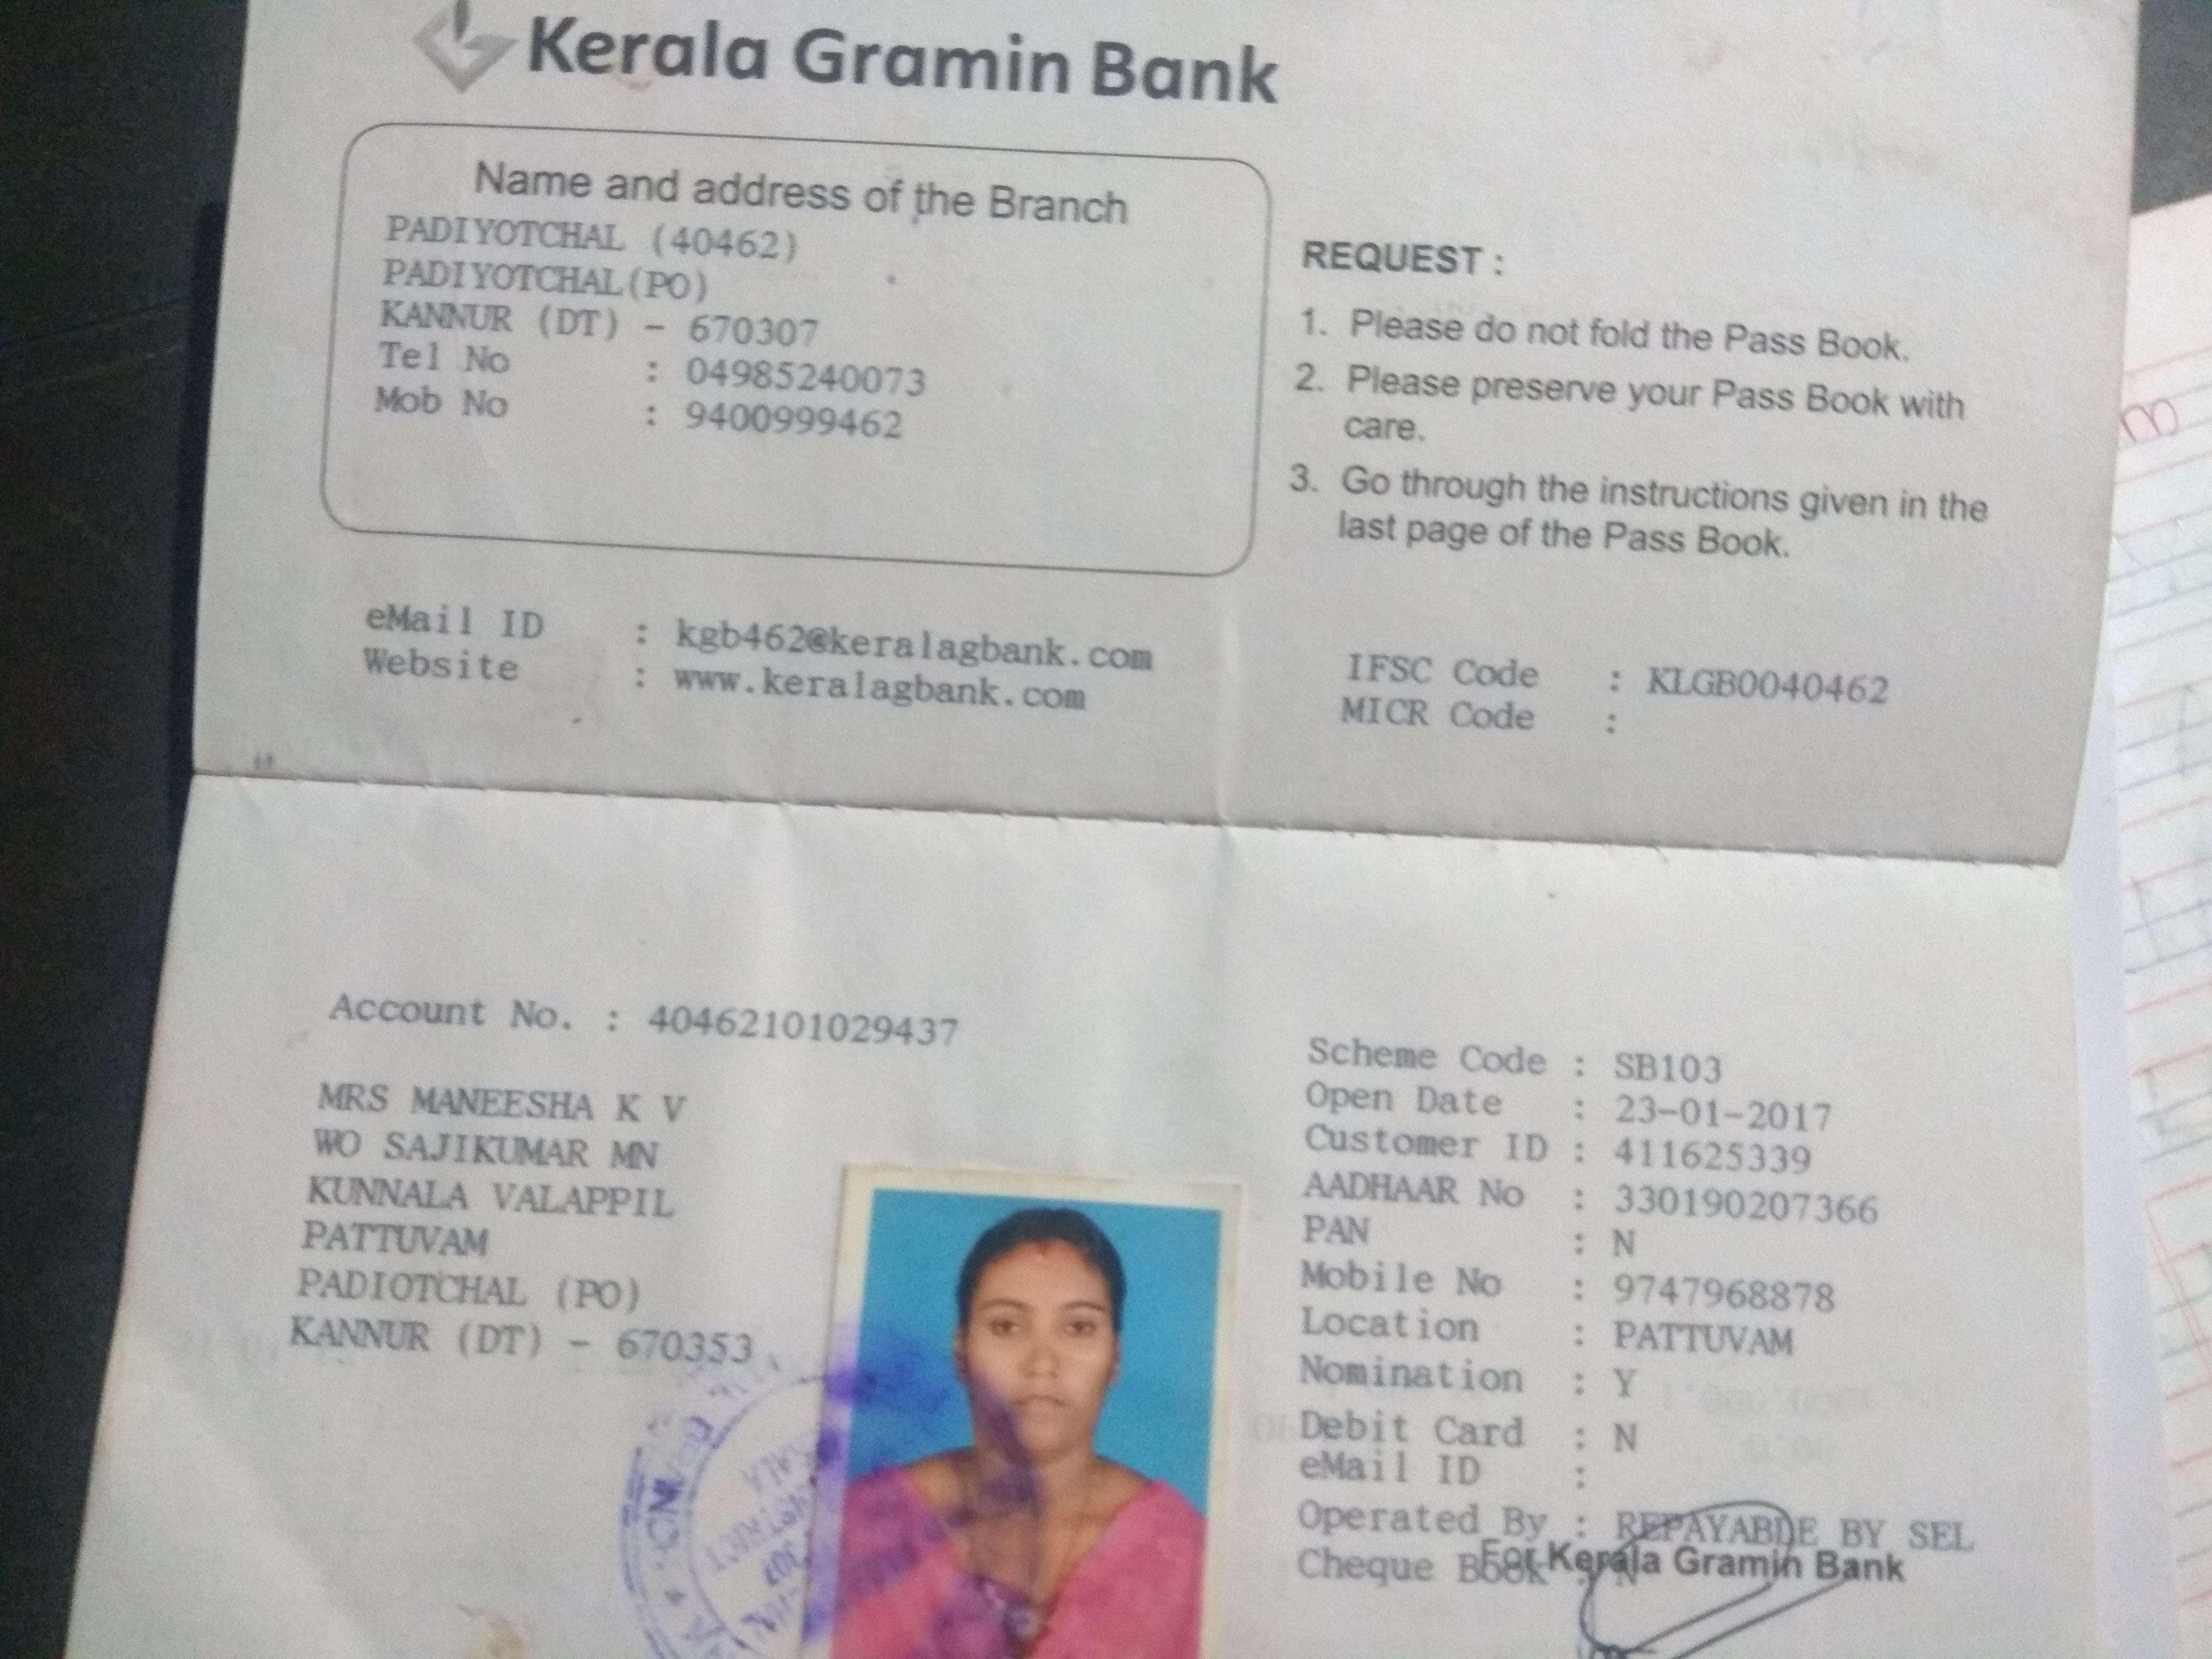 Kerala Gramin Bank
Name and address of the Branch
PADIYOTCHAL (40462)
PADIYOTCHAL(PO)
KANNUR (DT) - 670307
Tel No : 04985240073
Mob No : 9400999462
REQUEST :
1. Please do not fold the Pass Book.
2. Please preserve your Pass Book with
care.
3. Go through the instructions given in the
last page of the Pass Book.
eMail ID : kgb462@keralagbank.com
Website : www.keralagbank.com
IFSC Code : KLGB0040462
MICR Code :
Account No. : 40462101029437
MRS MANEESHA K V
WO SAJIKUMAR MN
KUNNALA VALAPPIL
PATTUVAM
PADIOTCHAL (PO)
KANNUR (DT) - 670353
Scheme Code : SB103
Open Date : 23-01-2017
Customer ID : 411625339
AADHAAR No : 330190207366
PAN : N
Mobile No : 9747968878
Location : PATTUVAM
Nomination : Y
Debit Card : N
eMail ID :
Operated By : REPAYABLE BY SEL
Cheque Book : N
For Kerala Gramin Bank